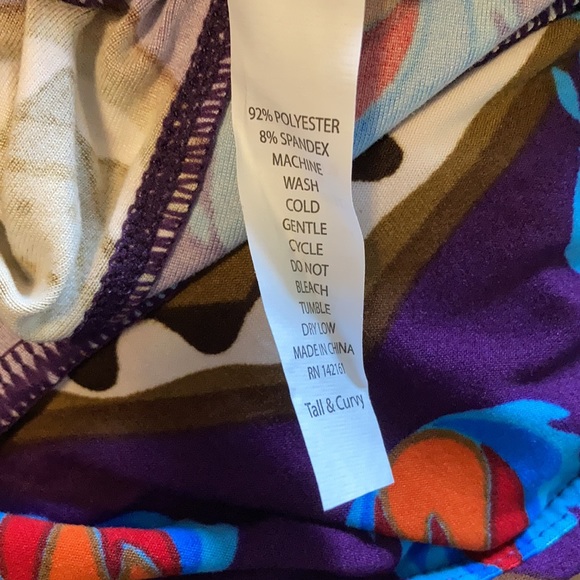 92% POLYESTER
8% SPANDEX
MACHINE
WASH
COLD
GENTLE
CYCLE
DO NOT
BLEACH
TUMBLE
DRY LOW
MADE IN CHINA
RN 142161
Tall & Curvy